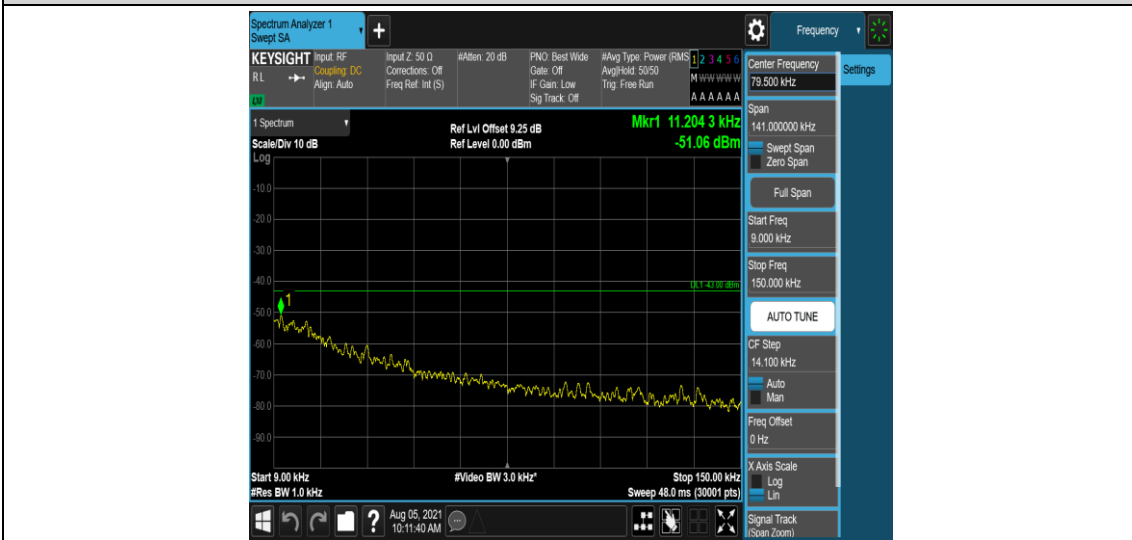 Spectrum Analyzer 1
Swept SA
+
Frequency
KEYSIGHT
R L
LXI
Input: RF
Coupling: DC
Align: Auto
Input Z: 50 Ω
Corrections: Off
Freq Ref: Int (S)
#Atten: 20 dB
PNO: Best Wide
Gate: Off
IF Gain: Low
Sig Track: Off
#Avg Type: Power (RMS
Avg|Hold: 50/50
Trig: Free Run
1 2 3 4 5 6
M W W W W W
A A A A A A
1 Spectrum
Scale/Div 10 dB
Log
Ref Lvl Offset 9.25 dB
Ref Level 0.00 dBm
Mkr1 11.204 3 kHz
-51.06 dBm
-10.0
-20.0
-30.0
-40.0
DL1 -43.00 dBm
1
-50.0
-60.0
-70.0
-80.0
-90.0
Start 9.00 kHz
#Res BW 1.0 kHz
#Video BW 3.0 kHz*
Stop 150.00 kHz
Sweep 48.0 ms (30001 pts)
?
Aug 05, 2021
10:11:40 AM
Center Frequency
79.500 kHz
Settings
Span
141.000000 kHz
Swept Span
Zero Span
Full Span
Start Freq
9.000 kHz
Stop Freq
150.000 kHz
AUTO TUNE
CF Step
14.100 kHz
Auto
Man
Freq Offset
0 Hz
X Axis Scale
Log
Lin
Signal Track
(Span Zoom)